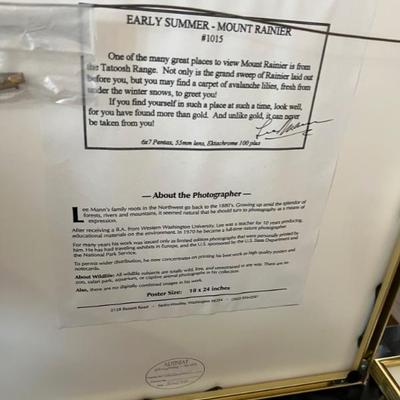 EARLY SUMMER - MOUNT RAINIER
#1015
One of the many great places to view Mount Rainier is from
the Tatoosh Range. Not only is the grand sweep of Rainier laid out
before you, but you may find a carpet of avalanche lilies, fresh from
under the winter snows, to greet you!
If you find yourself in such a place at such a time, look well,
for you have found more than gold. And unlike gold, it can never
be taken from you!
6x7 Pentax, 55mm lens, Ektachrome 100 plus
— About the Photographer —
Lee Mann's family roots in the Northwest go back to the 1880's. Growing up amid the splendor of
forests, rivers and mountains, it seemed natural that he should turn to photography as a means of
expression.
After receiving a B.A. from Western Washington University, Lee was a teacher for 10 years producing
educational materials on the environment. In 1970 he became a full-time nature photographer.
For many years his work was issued only as limited edition photography that were personally printed by
him. He has had traveling exhibits in Europe, and the U.S. sponsored by the U.S. State Department and
the National Park Service.
To permit wider distribution, he now concentrates on printing his best work as high quality posters and
notecards.
About Wildlife: All wildlife subjects are totally wild, free, and unrestrained in any way. There are no
zoo, safari park, aquarium, or captive animal photographs in his collection.
Also, there are no digitally combined images in his work.
Poster Size: 18 x 24 inches
Road - Sedro-Woolley, Washington 98284